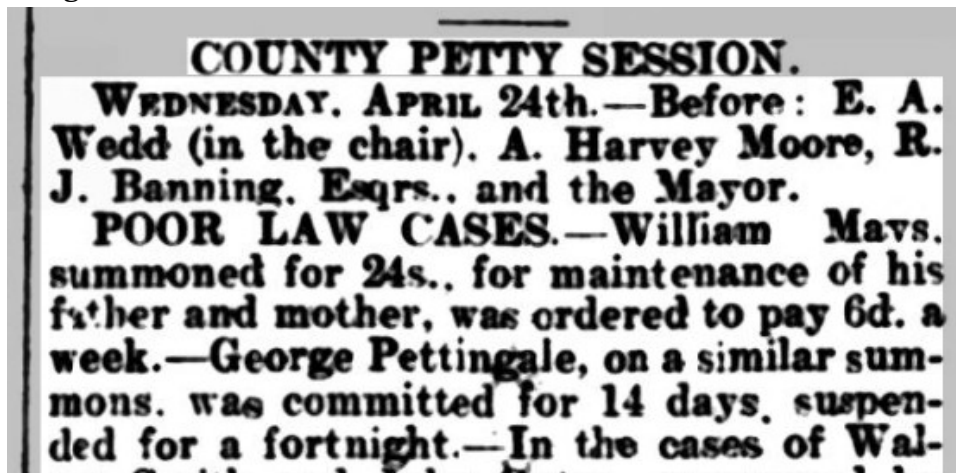 COUNTY PETTY SESSION.
WEDNESDAY, APRIL 24th.—Before: E. A.
Wedd (in the chair), A. Harvey Moore, R.
J. Banning, Esqrs., and the Mayor.
POOR LAW CASES.—William Mays,
summoned for 24s., for maintenance of his
father and mother, was ordered to pay 6d. a
week.—George Pettingale, on a similar sum-
mons, was committed for 14 days, suspen-
ded for a fortnight.—In the cases of Wal-